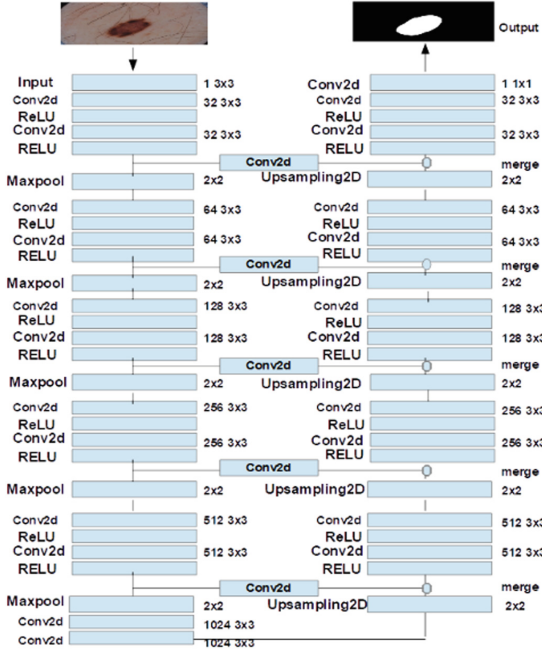 Output
Input 1 3x3 Conv2d 1 1x1
Conv2d 32 3x3 Conv2d 32 3x3
ReLU ReLU
Conv2d 32 3x3 Conv2d 32 3x3
RELU RELU
Conv2d merge
Maxpool 2x2 Upsampling2D 2x2
Conv2d 64 3x3 Conv2d 64 3x3
ReLU ReLU
Conv2d 64 3x3 Conv2d 64 3x3
RELU RELU
Conv2d merge
Maxpool 2x2 Upsampling2D 2x2
Conv2d 128 3x3 Conv2d 128 3x3
ReLU ReLU
Conv2d 128 3x3 Conv2d 128 3x3
RELU RELU
Conv2d merge
Maxpool 2x2 Upsampling2D 2x2
Conv2d 256 3x3 Conv2d 256 3x3
ReLU ReLU
Conv2d 256 3x3 Conv2d 256 3x3
RELU RELU
Conv2d merge
Maxpool 2x2 Upsampling2D 2x2
Conv2d 512 3x3 Conv2d 512 3x3
ReLU ReLU
Conv2d 512 3x3 Conv2d 512 3x3
RELU RELU
Conv2d merge
Maxpool 2x2 Upsampling2D 2x2
Conv2d 1024 3x3
Conv2d 1024 3x3